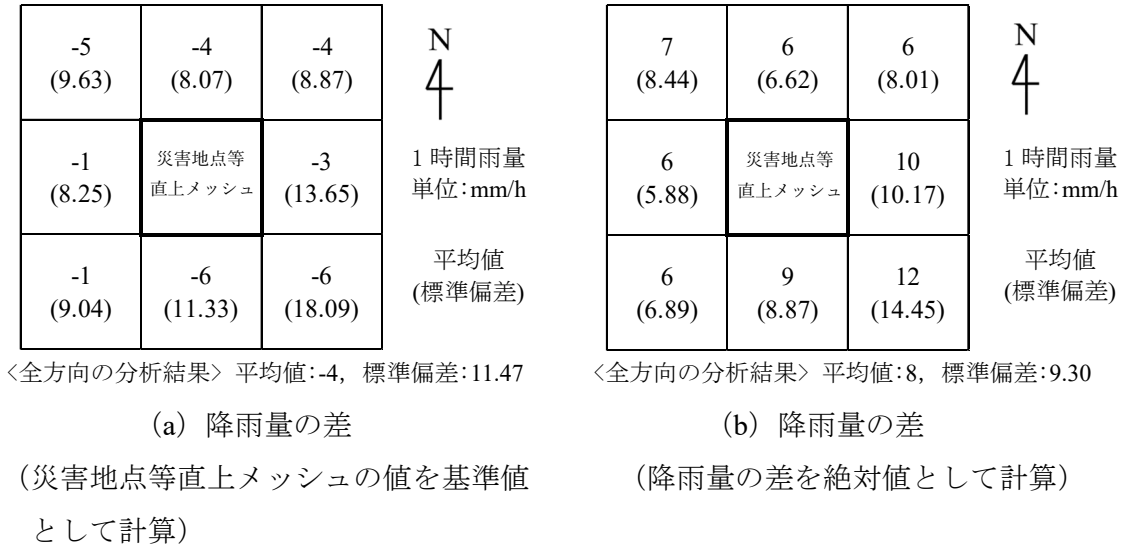 -5
(9.63)
-4
(8.07)
-4
(8.87)
-1
(8.25)
災害地点等
直上メッシュ
-3
(13.65)
-1
(9.04)
-6
(11.33)
-6
(18.09)
N
1時間雨量
単位:mm/h
平均値
(標準偏差)
<全方向の分析結果> 平均値:-4, 標準偏差:11.47
(a) 降雨量の差
(災害地点等直上メッシュの値を基準値
として計算)
7
(8.44)
6
(6.62)
6
(8.01)
6
(5.88)
災害地点等
直上メッシュ
10
(10.17)
6
(6.89)
9
(8.87)
12
(14.45)
N
1時間雨量
単位:mm/h
平均値
(標準偏差)
<全方向の分析結果> 平均値:8, 標準偏差:9.30
(b) 降雨量の差
(降雨量の差を絶対値として計算)